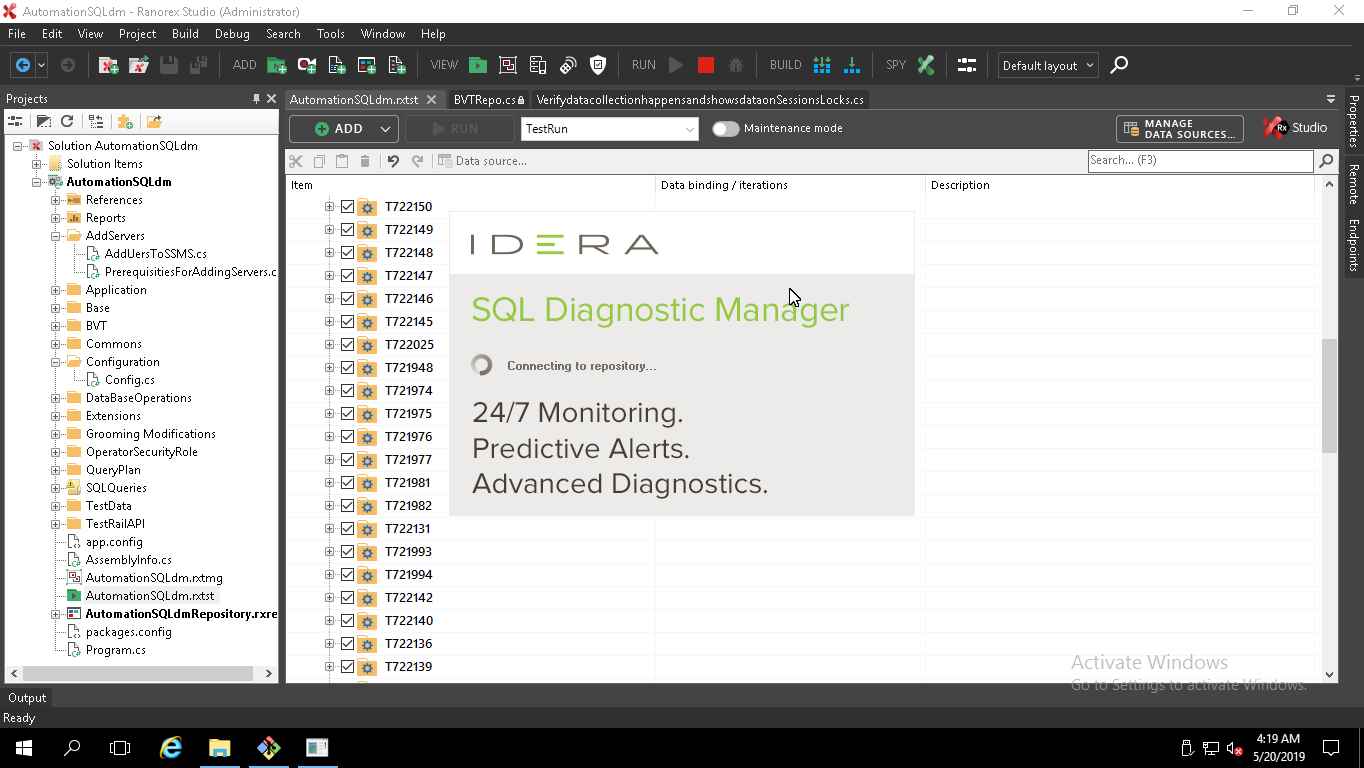 AutomationSQLdm - Ranorex Studio (Administrator)
File Edit View Project Build Debug Search Tools Window Help
ADD VIEW RUN BUILD SPY Default layout
Projects
AutomationSQLdm.rxtst BVTRepo.cs VerifydatacollectionhappensandshowsdataonSessionsLocks.cs
ADD RUN TestRun Maintenance mode MANAGE DATA SOURCES... Rx Studio
Data source... Search... (F3)
Item Data binding / iterations Description
Solution AutomationSQLdm
Solution Items
AutomationSQLdm
References
Reports
AddServers
AddUersToSSMS.cs
PrerequisitiesForAddingServers.c
Application
Base
BVT
Commons
Configuration
Config.cs
DataBaseOperations
Extensions
Grooming Modifications
OperatorSecurityRole
QueryPlan
SQLQueries
TestData
TestRailAPI
app.config
AssemblyInfo.cs
AutomationSQLdm.rxtmg
AutomationSQLdm.rxtst
AutomationSQLdmRepository.rxre
packages.config
Program.cs
T722150
T722149
T722148
T722147
T722146
T722145
T722025
T721948
T721974
T721975
T721976
T721977
T721981
T721982
T722131
T721993
T721994
T722142
T722140
T722136
T722139
IDERA
SQL Diagnostic Manager
Connecting to repository...
24/7 Monitoring.
Predictive Alerts.
Advanced Diagnostics.
Properties
Remote Endpoints
Activate Windows
Go to Settings to activate Windows.
Output
Ready
4:19 AM
5/20/2019